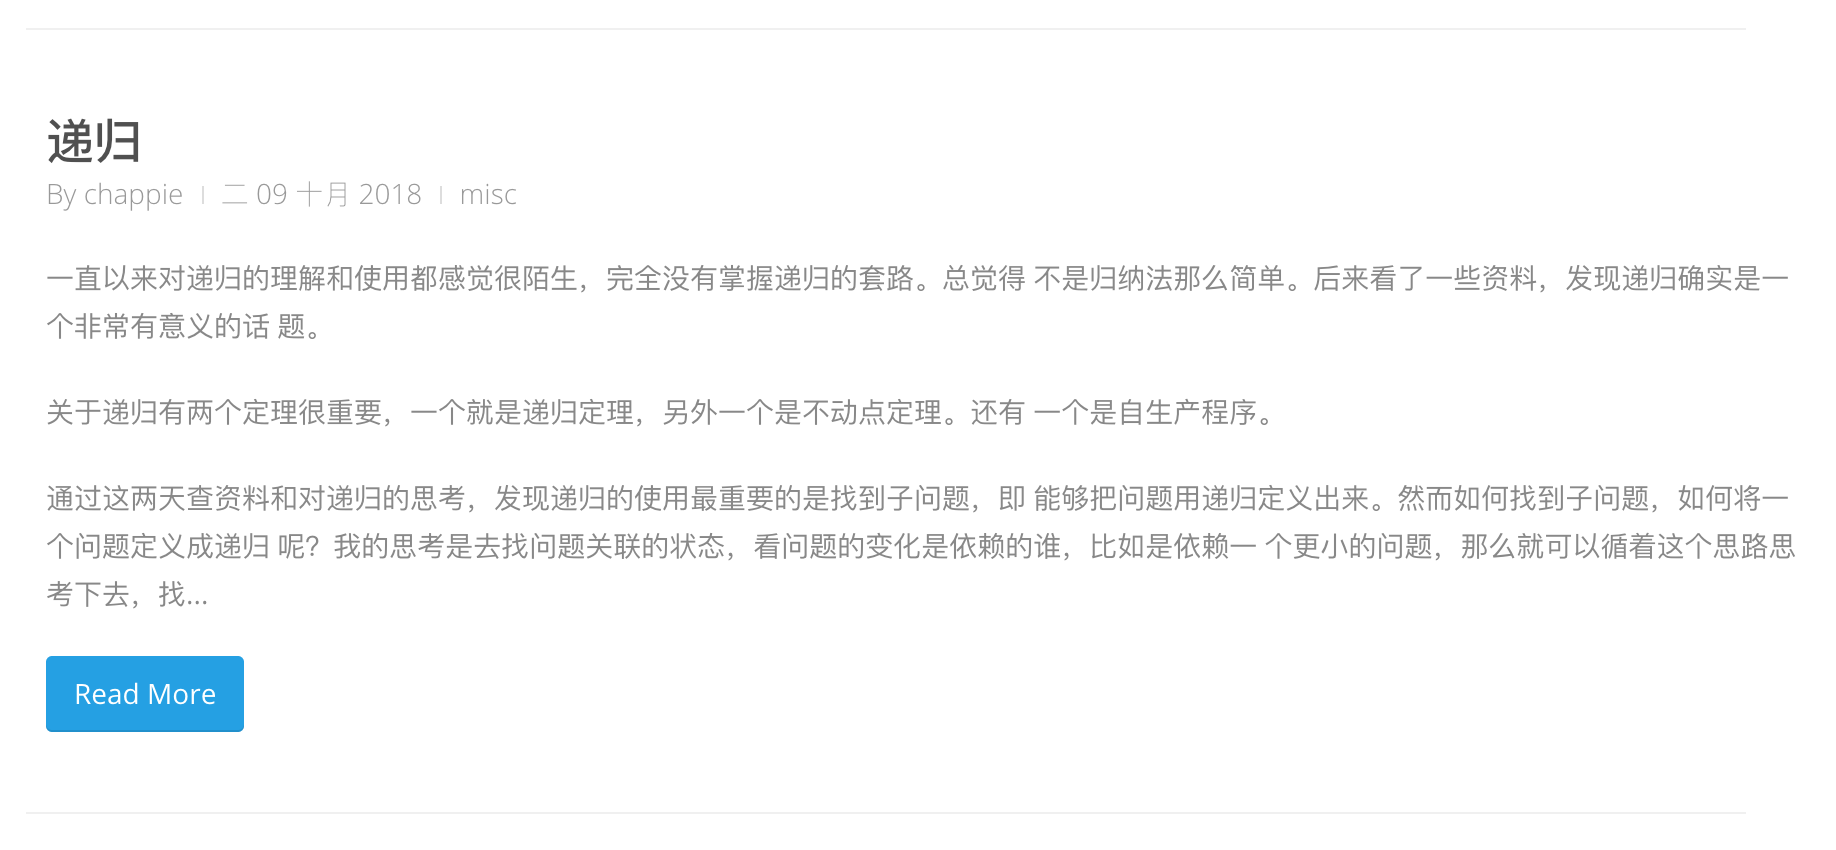 递归
By chappie | 二 09 十月 2018 | misc
一直以来对递归的理解和使用都感觉很陌生，完全没有掌握递归的套路。总觉得 不是归纳法那么简单。后来看了一些资料，发现递归确实是一
个非常有意义的话 题。
关于递归有两个定理很重要，一个就是递归定理，另外一个是不动点定理。还有 一个是自生产程序。
通过这两天查资料和对递归的思考，发现递归的使用最重要的是找到子问题，即 能够把问题用递归定义出来。然而如何找到子问题，如何将一
个问题定义成递归 呢？我的思考是去找问题关联的状态，看问题的变化是依赖的谁，比如是依赖一 个更小的问题，那么就可以循着这个思路思
考下去，找...
Read More